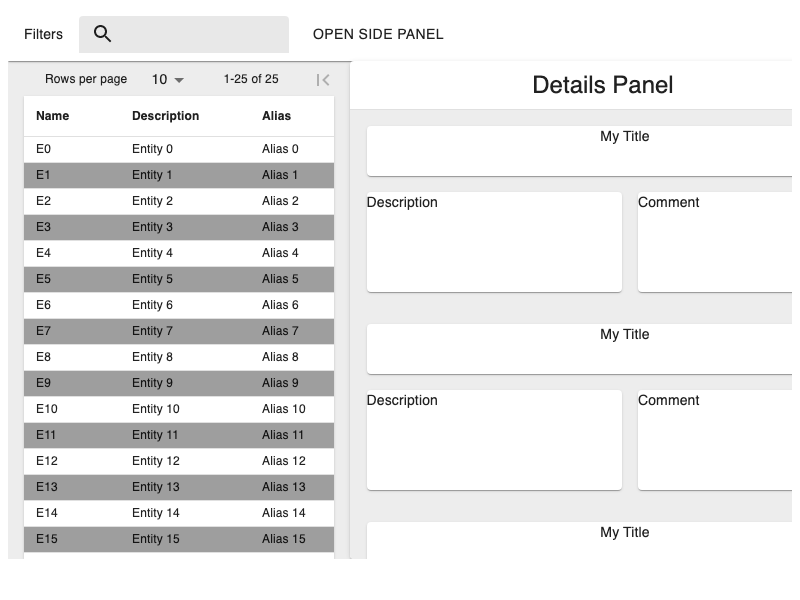 Filters
OPEN SIDE PANEL
Rows per page 10 1-25 of 25
Name Description Alias
E0 Entity 0 Alias 0
E1 Entity 1 Alias 1
E2 Entity 2 Alias 2
E3 Entity 3 Alias 3
E4 Entity 4 Alias 4
E5 Entity 5 Alias 5
E6 Entity 6 Alias 6
E7 Entity 7 Alias 7
E8 Entity 8 Alias 8
E9 Entity 9 Alias 9
E10 Entity 10 Alias 10
E11 Entity 11 Alias 11
E12 Entity 12 Alias 12
E13 Entity 13 Alias 13
E14 Entity 14 Alias 14
E15 Entity 15 Alias 15
Details Panel
My Title
Description Comment
My Title
Description Comment
My Title